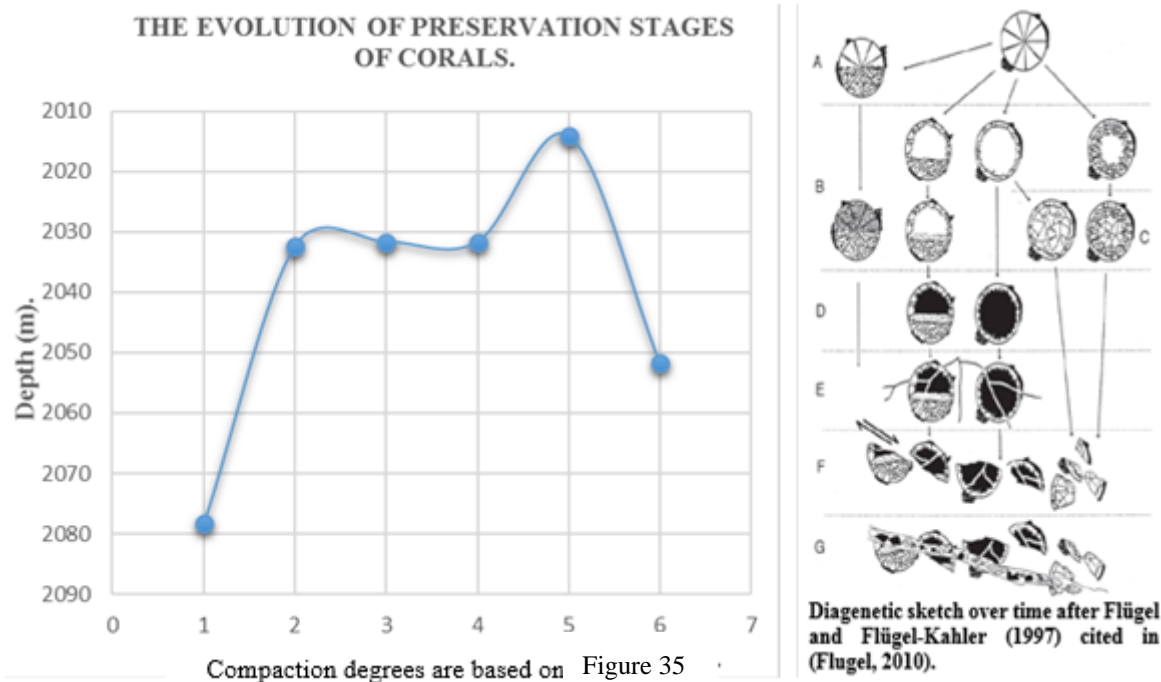 THE EVOLUTION OF PRESERVATION STAGES
OF CORALS.
Depth (m).
2010
2020
2030
2040
2050
2060
2070
2080
2090
0 1 2 3 4 5 6 7
Compaction degrees are based on Figure 35
A
B
C
D
E
F
G
Diagenetic sketch over time after Flügel
and Flügel-Kahler (1997) cited in
(Flugel, 2010).